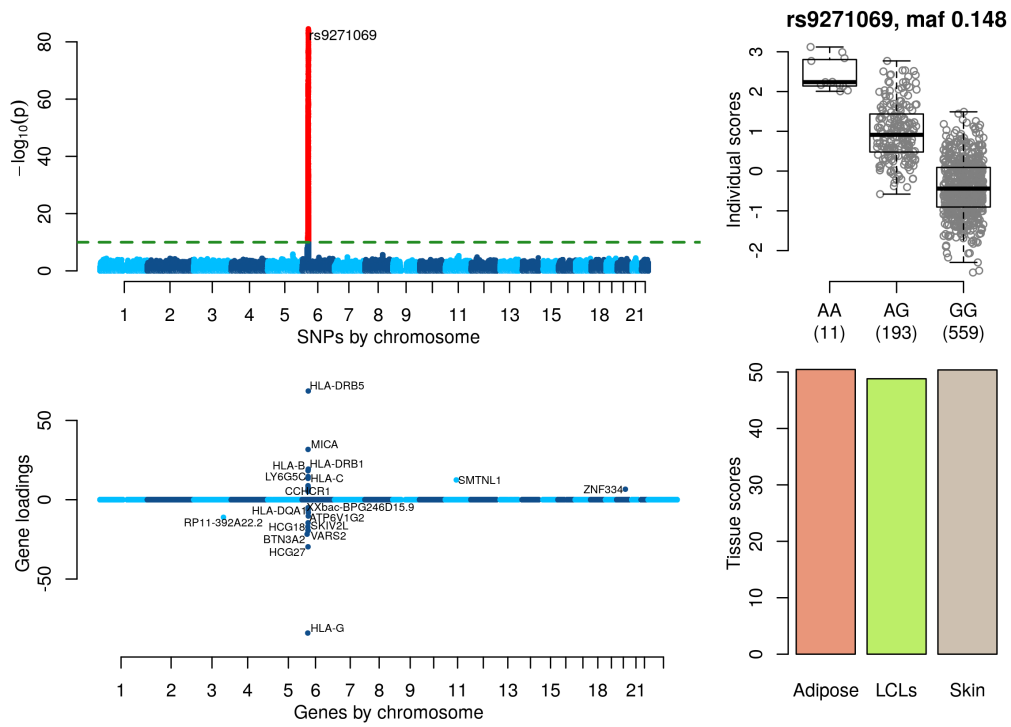 rs9271069
−log10(p)
0
20
40
60
80
1
2
3
4
5
6
7
8
9
11
13
15
18
21
SNPs by chromosome
rs9271069, maf 0.148
Individual scores
-2
-1
0
1
2
3
AA
(11)
AG
(193)
GG
(559)
HLA-DRB5
MICA
HLA-B
HLA-DRB1
LY6G5C
HLA-C
CCHCR1
SMTNL1
ZNF334
HLA-DQA1
XXbac-BPG246D15.9
RP11-392A22.2
ATP6V1G2
HCG18
SKIV2L
BTN3A2
VARS2
HCG27
HLA-G
Gene loadings
-50
0
50
1
2
3
4
5
6
7
8
9
11
13
15
18
21
Genes by chromosome
Tissue scores
0
10
20
30
40
50
Adipose
LCLs
Skin